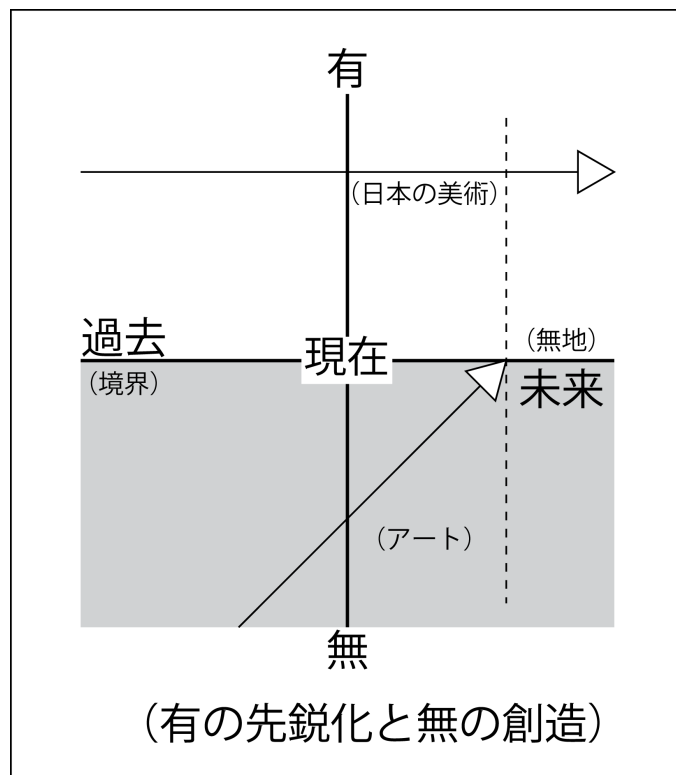 有
（日本の美術）
過去
現在
（無地）
（境界）
未来
（アート）
無
（有の先鋭化と無の創造）